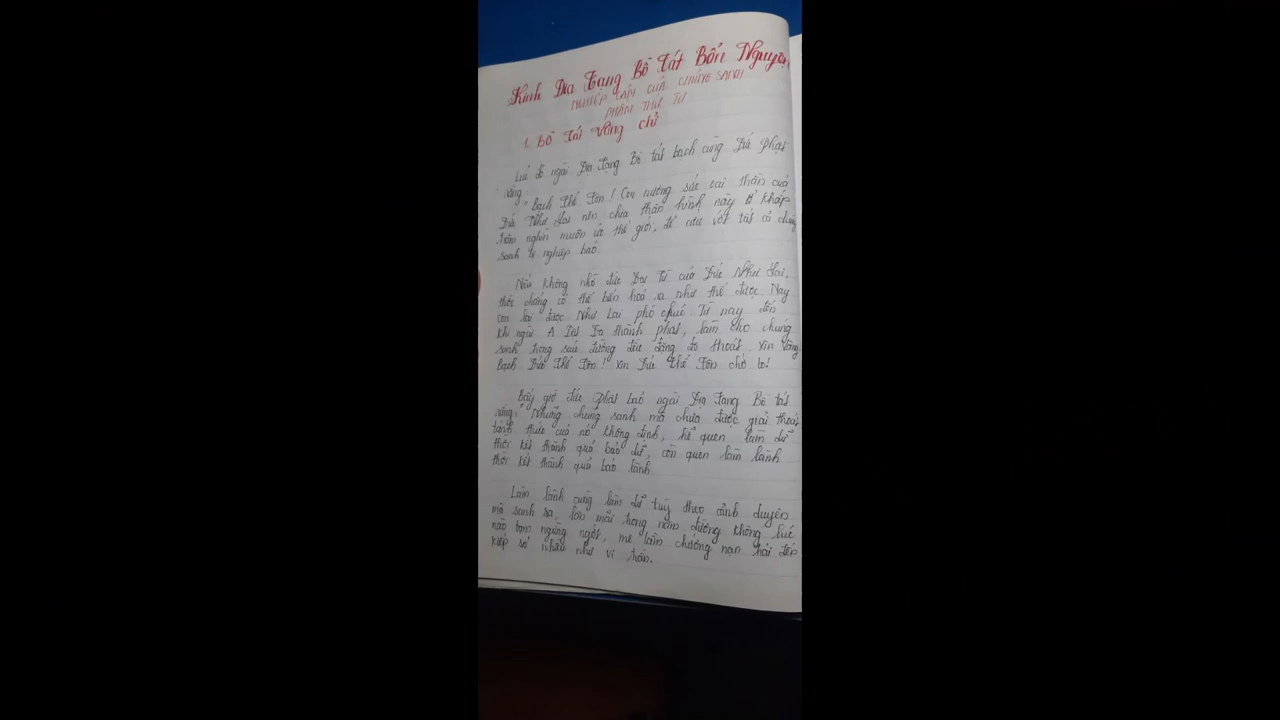 Kinh Địa Tạng Bồ Tát Bổn Nguyện
NGHIỆP CẢM CỦA CHÚNG SANH
PHẨM THỨ TƯ
1. Bồ Tát Vâng Chỉ
Lúc đó ngài Địa Tạng Bồ tát bạch cùng Đức phật
rằng:
"Bạch Thế Tôn! Con nương sức oai thần của
Đức Như Lai nên chia thân hình này ở khắp
trăm nghìn muôn ức thế giới, để cứu vớt tất cả chúng
sanh bị nghiệp báo.
Nếu không nhờ đức Đại Từ của Đức Như Lai,
thời chẳng có thể biến hoá ra như thế được. Nay
con lại được Như Lai phó chúc Từ nay đến
khi ngài A Dật Đa thành phật, làm cho chúng
sanh trong sáu đường đều đặng độ thoát. Xin vâng
Bạch Đức Thế Tôn! Xin Đức Thế Tôn chớ lo!
Bấy giờ đức Phật bảo ngài Địa Tạng Bồ tát
rằng: "Những chúng sanh mà chưa được giải thoát
tánh thức của nó không định, hễ quen làm dữ
thời kết thành quả báo dữ, còn quen làm lành
thời kết thành quả báo lành.
Làm lành cùng làm dữ tuỳ theo cảnh duyên
mà sanh ra, lăn mãi trong năm đường không lúc
nào tạm ngừng ngớt, mê lầm chướng nạn trải đến
kiếp số nhiều như vi trần.